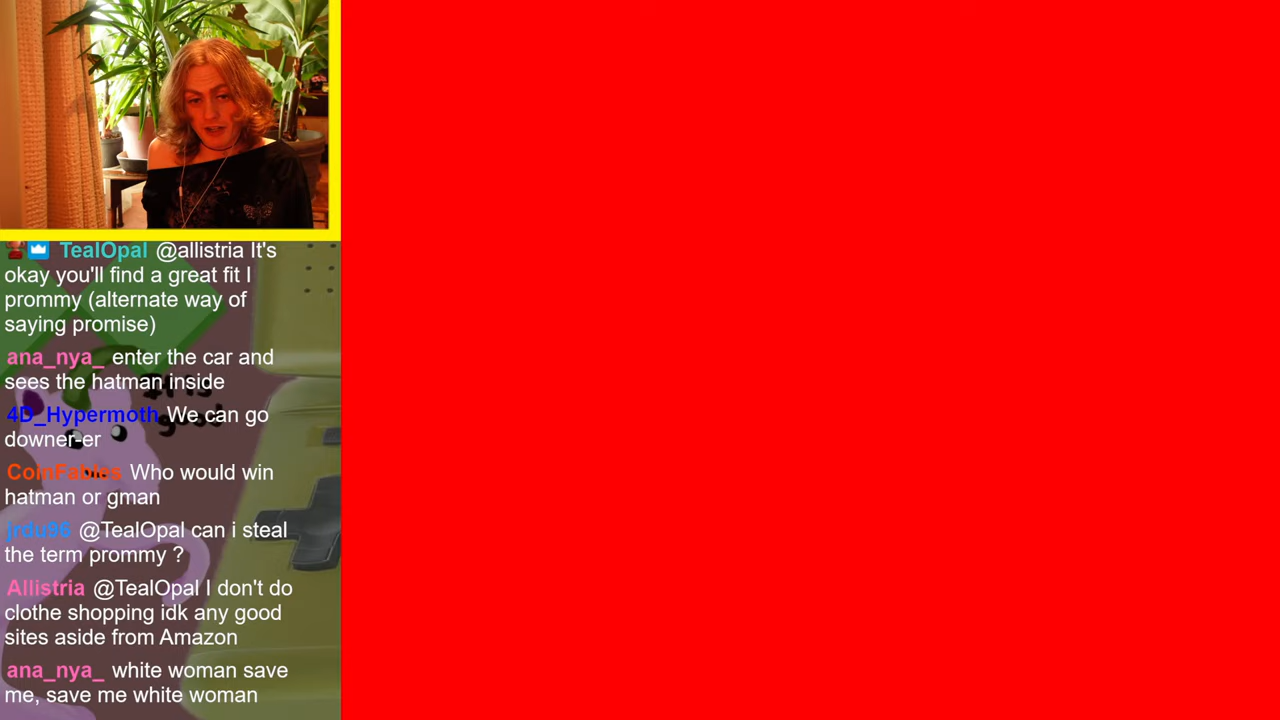 TealOpal @allistria It's
okay you'll find a great fit I
prommy (alternate way of
saying promise)
ana_nya_ enter the car and
sees the hatman inside
It is
good
4D_Hypermoth We can go
downer-er
CoinFables Who would win
hatman or gman
jrdu96 @TealOpal can i steal
the term prommy ?
Allistria @TealOpal I don't do
clothe shopping idk any good
sites aside from Amazon
ana_nya_ white woman save
me, save me white woman